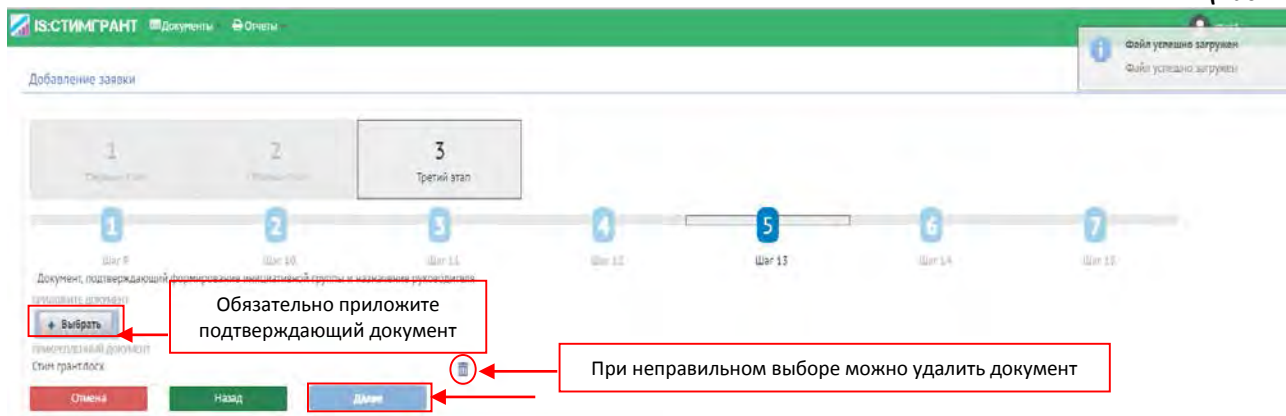 IS:СТИМГРАНТ Документы Отчеты
Файл успешно загружен
Файл успешно загружен
Добавление заявки
1 2 3
Третий этап
1 2 3 4 5 6 7
Шаг 9 Шаг 10 Шаг 11 Шаг 12 Шаг 13 Шаг 14 Шаг 15
Документ, подтверждающий формирование инициативной группы и назначение руководителя
ПРИЛОЖИТЕ ДОКУМЕНТ
+ Выбрать
Обязательно приложите
подтверждающий документ
ПРИКРЕПЛЕННЫЙ ДОКУМЕНТ
Стим грант.docx
При неправильном выборе можно удалить документ
Отмена Назад Далее